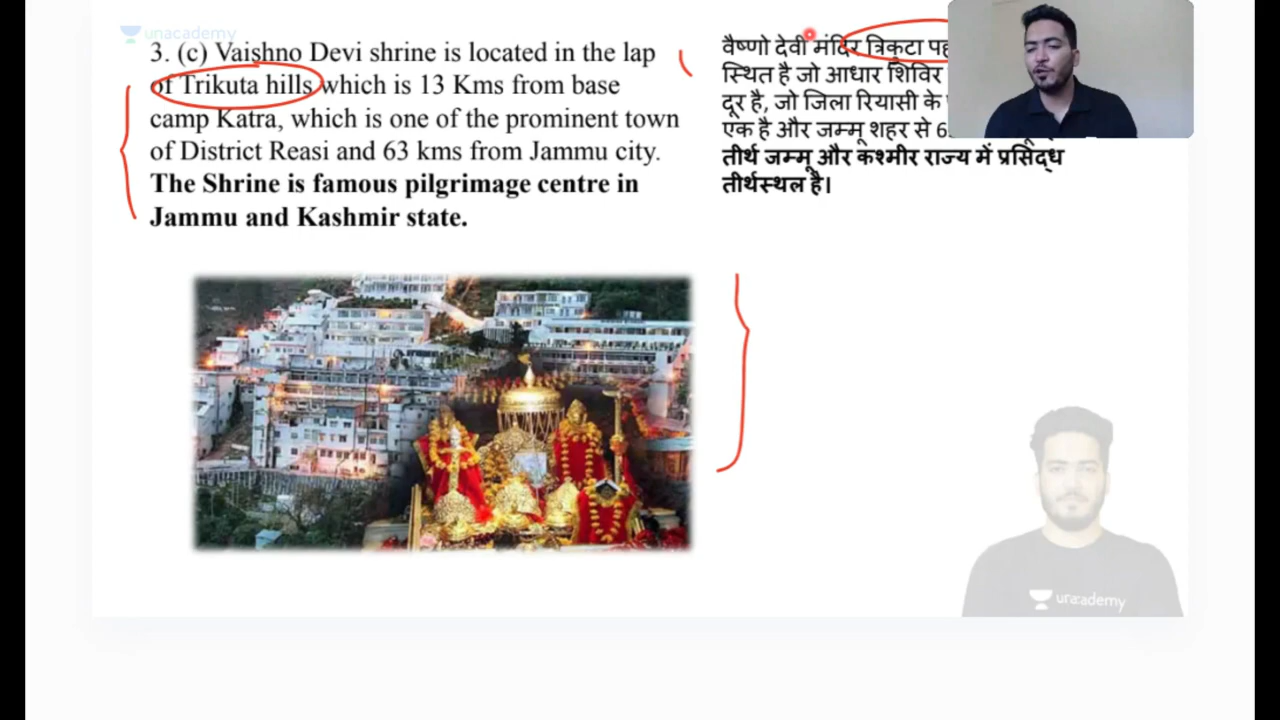 unacademy
3. (c) Vaishno Devi shrine is located in the lap
of Trikuta hills which is 13 Kms from base
camp Katra, which is one of the prominent town
of District Reasi and 63 kms from Jammu city.
The Shrine is famous pilgrimage centre in
Jammu and Kashmir state.
वैष्णो देवी मंदिर त्रिकुटा
स्थित है जो आधार शिविर
दूर है, जो जिला रियासी के
एक है और जम्मू शहर से
तीर्थ जम्मू और कश्मीर राज्य में प्रसिद्ध
तीर्थस्थल है।
unacademy